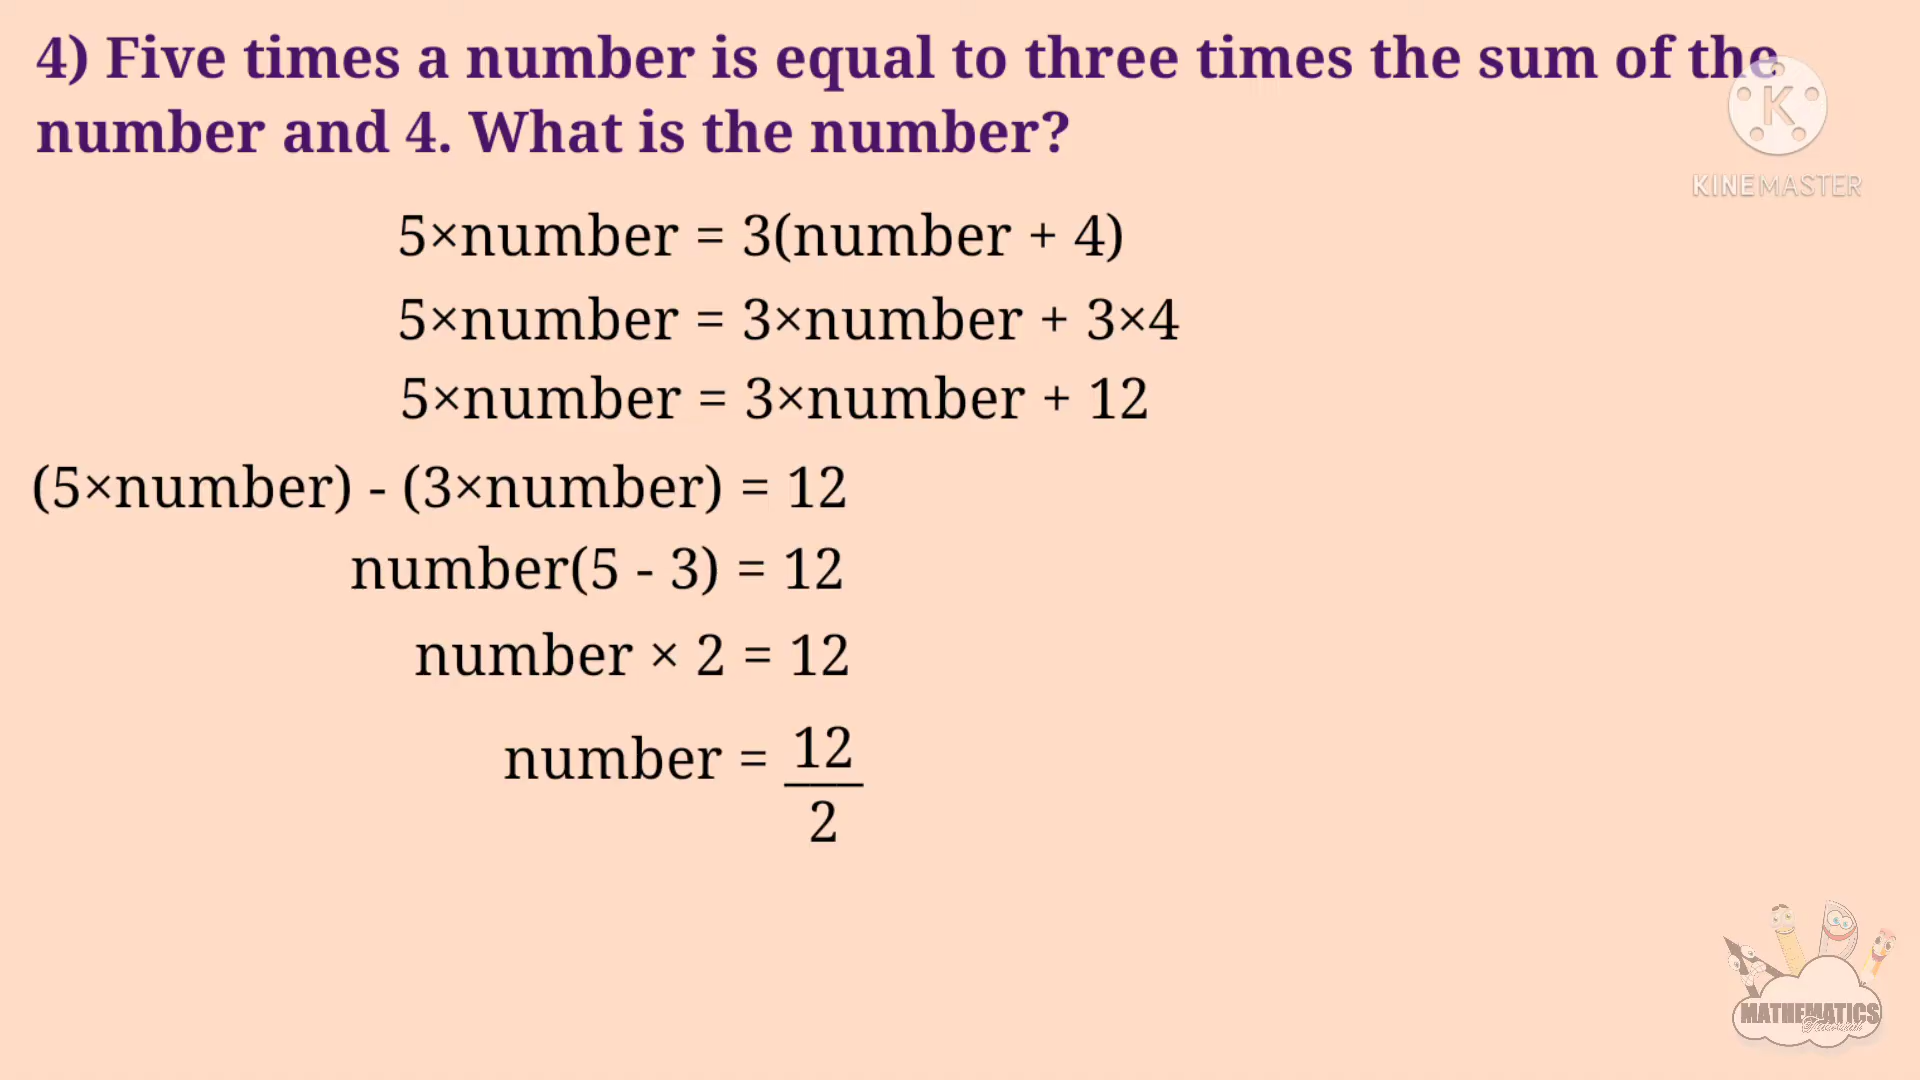 4) Five times a number is equal to three times the sum of the
number and 4. What is the number?
KINEMASTER
5×number = 3(number + 4)
5×number = 3×number + 3×4
5×number = 3×number + 12
(5×number) - (3×number) = 12
number(5 - 3) = 12
number × 2 = 12
number = 12
2
K
MATHEMATICS